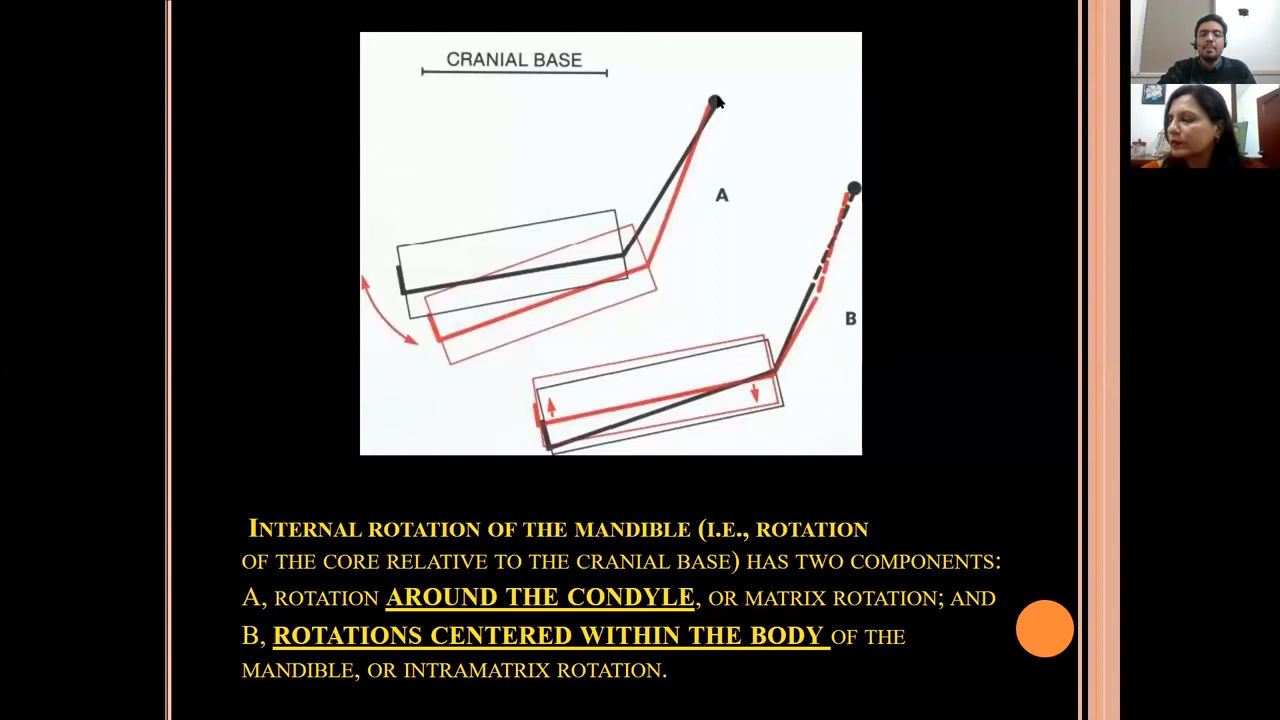 CRANIAL BASE
A
B
INTERNAL ROTATION OF THE MANDIBLE (I.E., ROTATION
OF THE CORE RELATIVE TO THE CRANIAL BASE) HAS TWO COMPONENTS:
A, ROTATION AROUND THE CONDYLE, OR MATRIX ROTATION; AND
B, ROTATIONS CENTERED WITHIN THE BODY OF THE
MANDIBLE, OR INTRAMATRIX ROTATION.